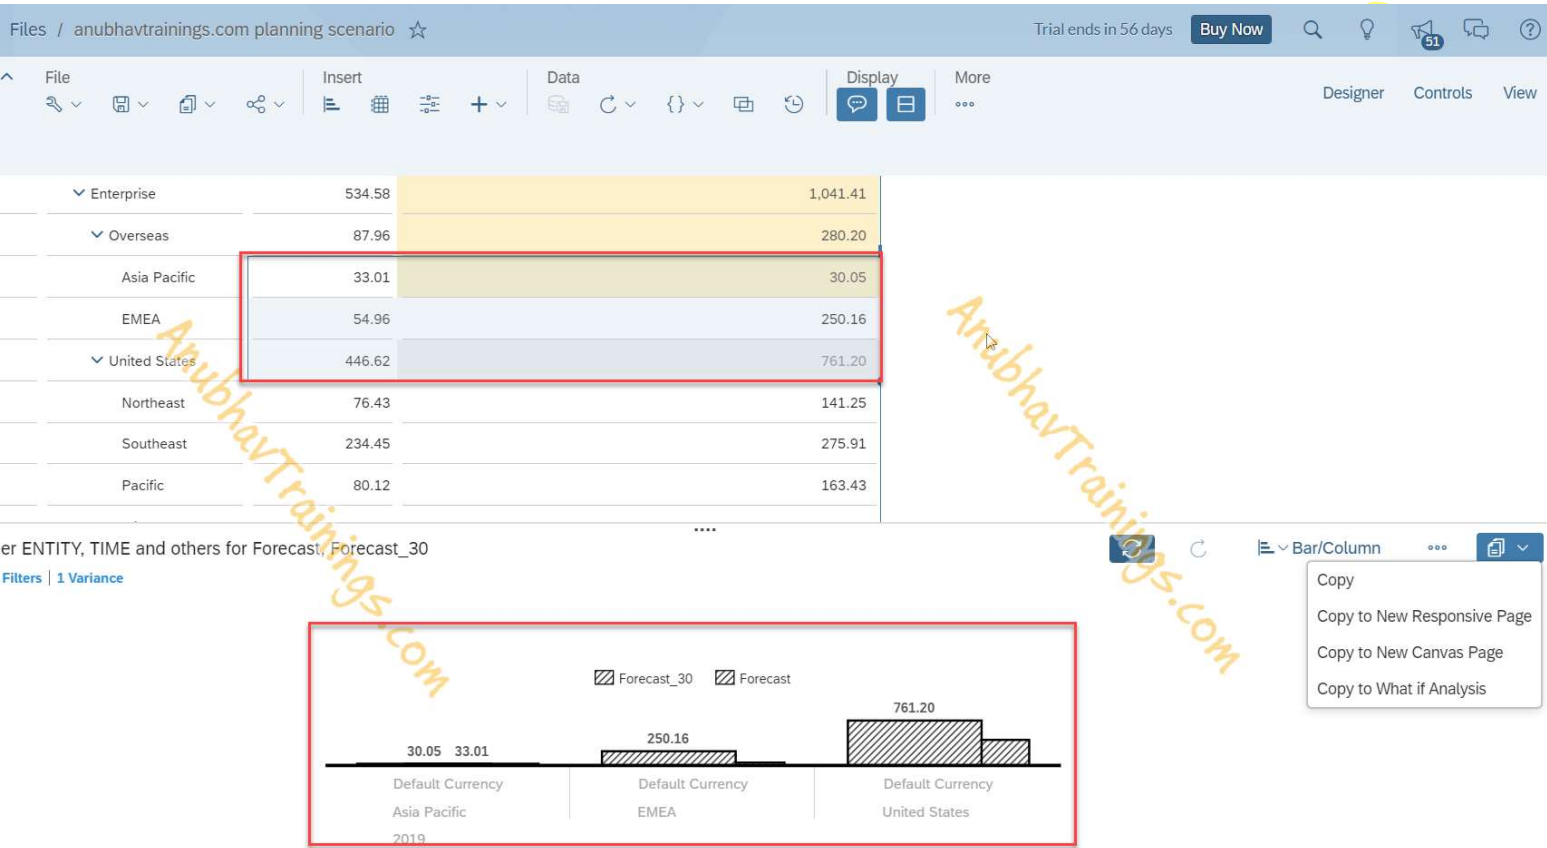 Files / anubhavtrainings.com planning scenario
Trial ends in 56 days Buy Now
51
File Insert Data Display More
Designer Controls View
Enterprise 534.58 1,041.41
Overseas 87.96 280.20
Asia Pacific 33.01 30.05
EMEA 54.96 250.16
United States 446.62 761.20
Northeast 76.43 141.25
Southeast 234.45 275.91
Pacific 80.12 163.43
er ENTITY, TIME and others for Forecast, Forecast_30
Bar/Column
Filters | 1 Variance
Copy
Copy to New Responsive Page
Copy to New Canvas Page
Copy to What if Analysis
Forecast_30 Forecast
761.20
250.16
30.05 33.01
Default Currency Default Currency Default Currency
Asia Pacific EMEA United States
2019
AnubhavTrainings.com
AnubhavTrainings.com